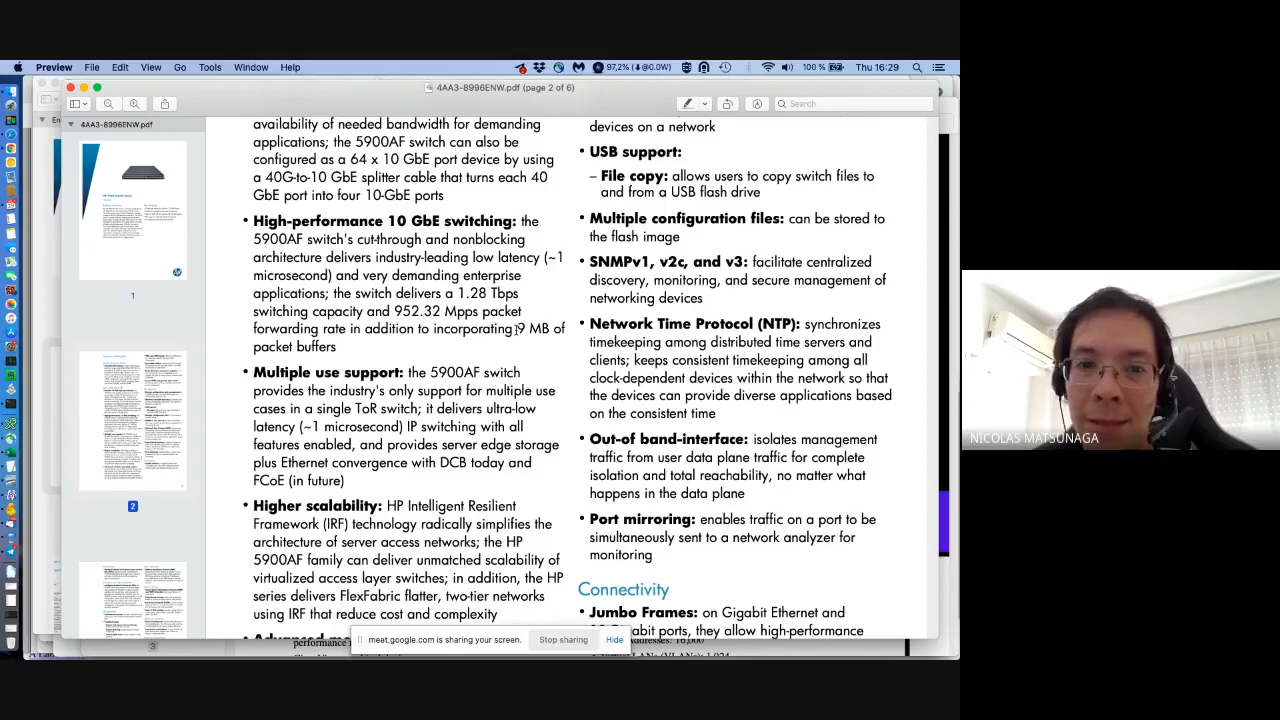 Preview File Edit View Go Tools Window Help
97,2% (⬇@0.0W) 100 % Thu 16:29
4AA3-8996ENW.pdf (page 2 of 6)
Search
4AA3-8996ENW.pdf
1
2
3
availability of needed bandwidth for demanding
applications; the 5900AF switch can also be
configured as a 64 x 10 GbE port device by using
a 40G-to-10 GbE splitter cable that turns each 40
GbE port into four 10-GbE ports
• High-performance 10 GbE switching: the
5900AF switch's cut-through and nonblocking
architecture delivers industry-leading low latency (~1
microsecond) and very demanding enterprise
applications; the switch delivers a 1.28 Tbps
switching capacity and 952.32 Mpps packet
forwarding rate in addition to incorporating 9 MB of
packet buffers
• Multiple use support: the 5900AF switch
provides the industry's only support for multiple use
cases; a single ToR switch delivers ultralow
latency (~1 microsecond) L3 switching with all
features enabled, enterprise server edge, storage
plus Ethernet convergence with DCB today and
FCoE (in future)
• Higher scalability: HP Intelligent Resilient
Framework (IRF) technology radically simplifies the
architecture of server access networks; the HP
5900AF family can deliver unmatched scalability of
virtualized access layer switches; in addition, the HP
series delivers FlexFabric flatter, two-tier networks
using IRF that reduce cost and complexity
devices on a network
• USB support:
– File copy: allows users to copy switch files to
and from a USB flash drive
• Multiple configuration files: can be stored to
the flash image
• SNMPv1, v2c, and v3: facilitate centralized
discovery, monitoring, and secure management of
networking devices
• Network Time Protocol (NTP): synchronizes
timekeeping among distributed time servers and
clients; keeps consistent timekeeping among all
clock-dependent devices within the network so that
the devices can provide diverse applications based
on the consistent time
• Out-of band-interface: isolates management
traffic from user data plane traffic for complete
isolation and total reachability, no matter what
happens in the data plane
• Port mirroring: enables traffic on a port to be
simultaneously sent to a network analyzer for
monitoring
Connectivity
• Jumbo Frames: on Gigabit Ethernet and
ports, they allow high-performance
meet.google.com is sharing your screen. Stop sharing Hide
NICOLAS MATSUNAGA